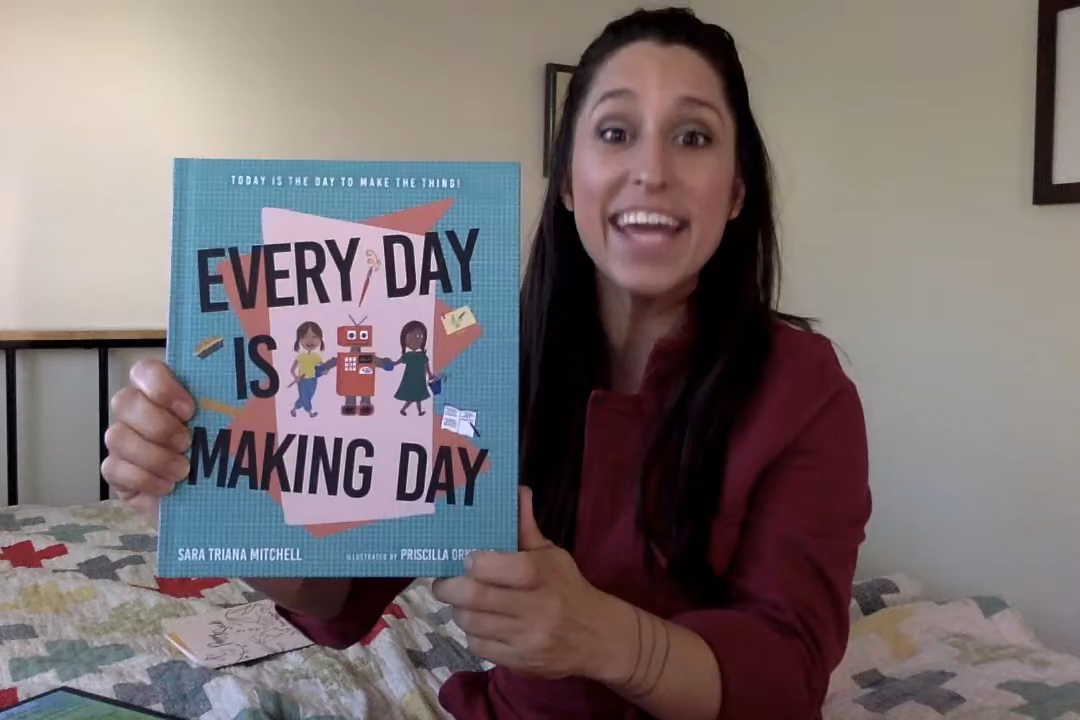 TODAY IS THE DAY TO MAKE THE THING!
EVERY DAY
IS
MAKING DAY
SARA TRIANA MITCHELL
ILLUSTRATED BY PRISCILLA